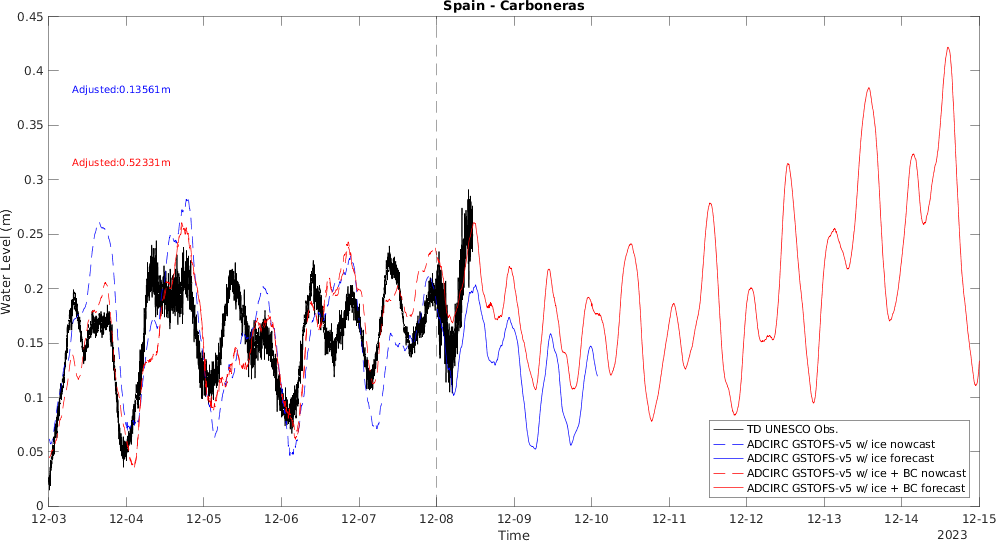 Spain - Carboneras
0.45
0.4
0.35
0.3
0.25
0.2
0.15
0.1
0.05
0
Water Level (m)
Adjusted:0.13561m
Adjusted:0.52331m
TD UNESCO Obs.
ADCIRC GSTOFS-v5 w/ ice nowcast
ADCIRC GSTOFS-v5 w/ ice forecast
ADCIRC GSTOFS-v5 w/ ice + BC nowcast
ADCIRC GSTOFS-v5 w/ ice + BC forecast
12-03 12-04 12-05 12-06 12-07 12-08 12-09 12-10 12-11 12-12 12-13 12-14 12-15
Time
2023